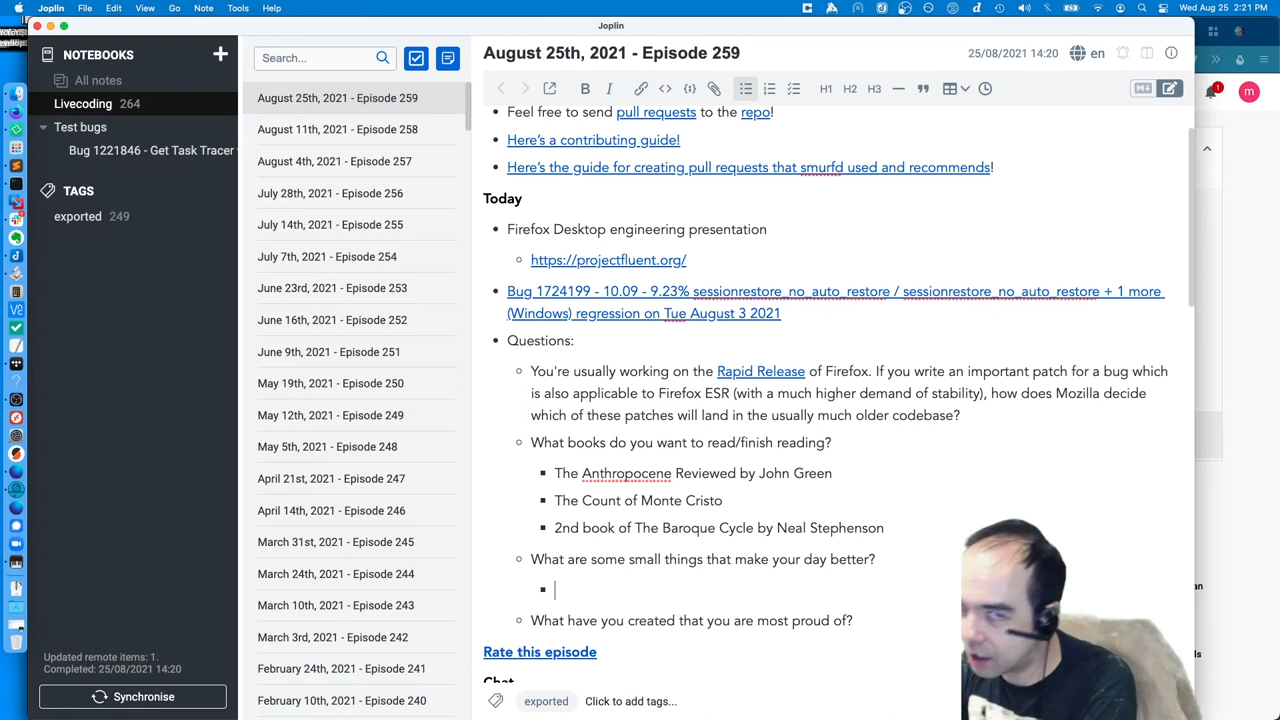 Joplin File Edit View Go Note Tools Help
Wed Aug 25 2:21 PM
Joplin
NOTEBOOKS
All notes
Livecoding 264
Test bugs
Bug 1221846 - Get Task Tracer
TAGS
exported 249
Updated remote items: 1.
Completed: 25/08/2021 14:20
Synchronise
Search...
August 25th, 2021 - Episode 259
August 11th, 2021 - Episode 258
August 4th, 2021 - Episode 257
July 28th, 2021 - Episode 256
July 14th, 2021 - Episode 255
July 7th, 2021 - Episode 254
June 23rd, 2021 - Episode 253
June 16th, 2021 - Episode 252
June 9th, 2021 - Episode 251
May 19th, 2021 - Episode 250
May 12th, 2021 - Episode 249
May 5th, 2021 - Episode 248
April 21st, 2021 - Episode 247
April 14th, 2021 - Episode 246
March 31st, 2021 - Episode 245
March 24th, 2021 - Episode 244
March 10th, 2021 - Episode 243
March 3rd, 2021 - Episode 242
February 24th, 2021 - Episode 241
February 10th, 2021 - Episode 240
August 25th, 2021 - Episode 259
25/08/2021 14:20 en
B I H1 H2 H3
Feel free to send pull requests to the repo!
Here's a contributing guide!
Here's the guide for creating pull requests that smurfd used and recommends!
Today
Firefox Desktop engineering presentation
https://projectfluent.org/
Bug 1724199 - 10.09 - 9.23% sessionrestore_no_auto_restore / sessionrestore_no_auto_restore + 1 more
(Windows) regression on Tue August 3 2021
Questions:
You're usually working on the Rapid Release of Firefox. If you write an important patch for a bug which
is also applicable to Firefox ESR (with a much higher demand of stability), how does Mozilla decide
which of these patches will land in the usually much older codebase?
What books do you want to read/finish reading?
The Anthropocene Reviewed by John Green
The Count of Monte Cristo
2nd book of The Baroque Cycle by Neal Stephenson
What are some small things that make your day better?
What have you created that you are most proud of?
Rate this episode
Chat
exported Click to add tags...
1
m